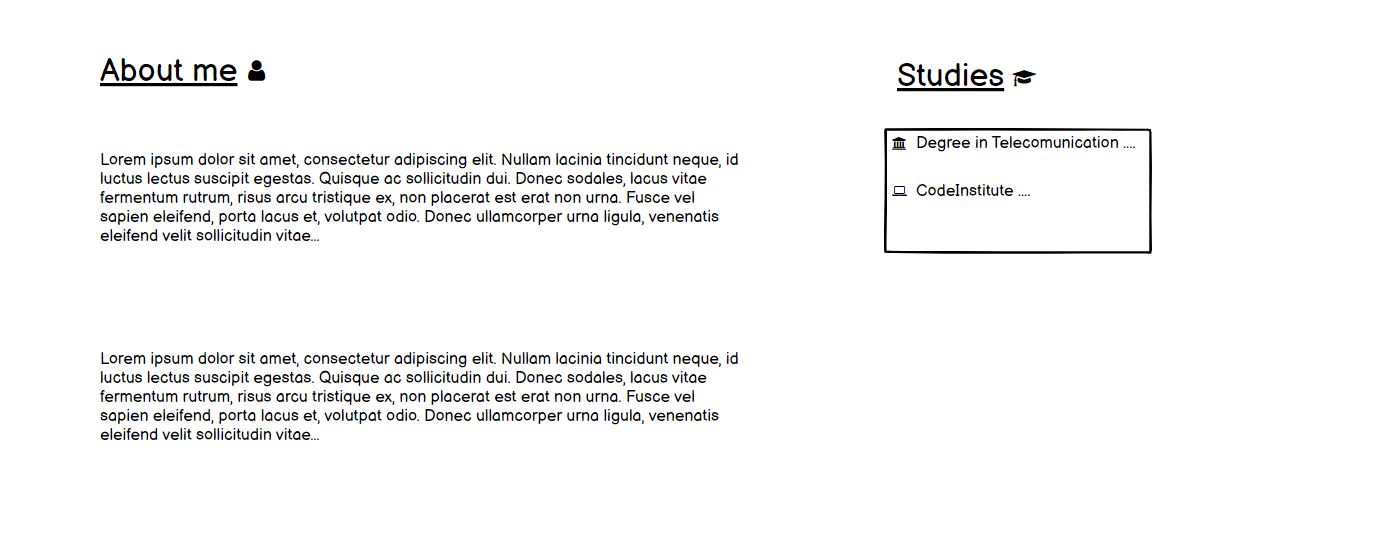 About me
Lorem ipsum dolor sit amet, consectetur adipiscing elit. Nullam lacinia tincidunt neque, id
luctus lectus suscipit egestas. Quisque ac sollicitudin dui. Donec sodales, lacus vitae
fermentum rutrum, risus arcu tristique ex, non placerat est erat non urna. Fusce vel
sapien eleifend, porta lacus et, volutpat odio. Donec ullamcorper urna ligula, venenatis
eleifend velit sollicitudin vitae...
Lorem ipsum dolor sit amet, consectetur adipiscing elit. Nullam lacinia tincidunt neque, id
luctus lectus suscipit egestas. Quisque ac sollicitudin dui. Donec sodales, lacus vitae
fermentum rutrum, risus arcu tristique ex, non placerat est erat non urna. Fusce vel
sapien eleifend, porta lacus et, volutpat odio. Donec ullamcorper urna ligula, venenatis
eleifend velit sollicitudin vitae...
Studies
Degree in Telecomunication ....
CodeInstitute ....